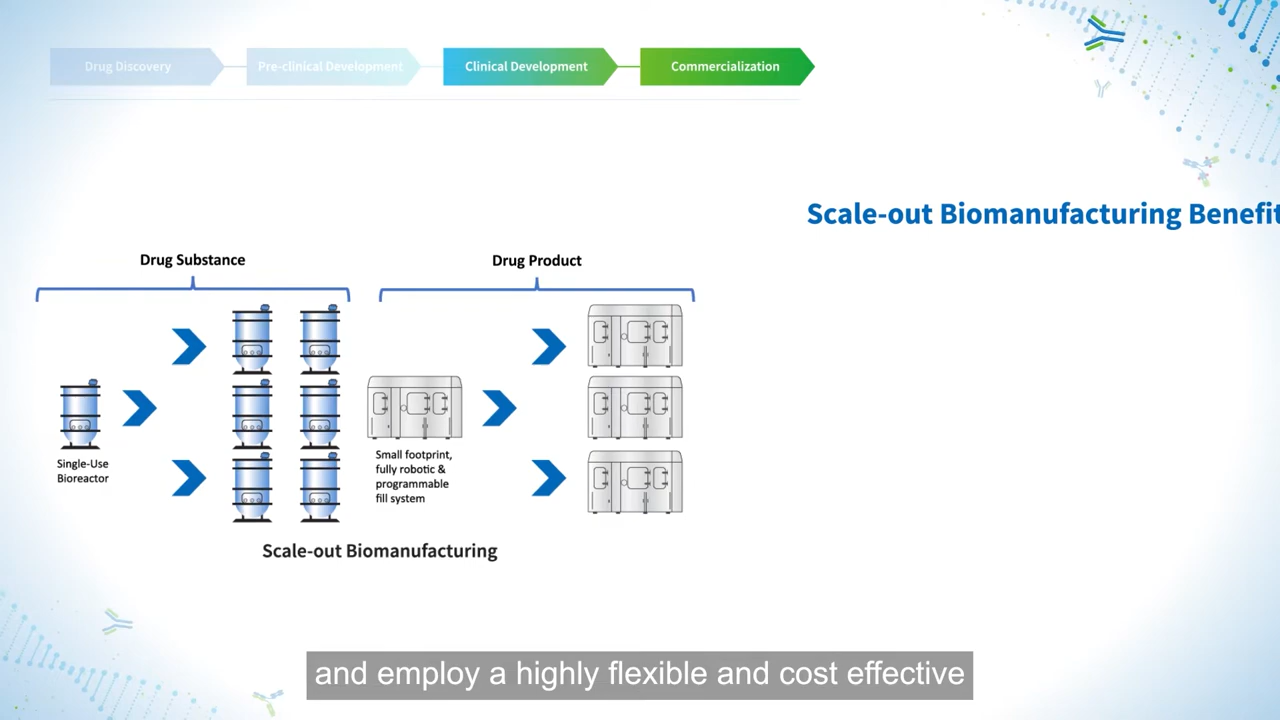 Drug Discovery
Pre-clinical Development
Clinical Development
Commercialization
Scale-out Biomanufacturing Benefit
Drug Substance
Drug Product
Single-Use
Bioreactor
Small footprint,
fully robotic &
programmable
fill system
Scale-out Biomanufacturing
and employ a highly flexible and cost effective